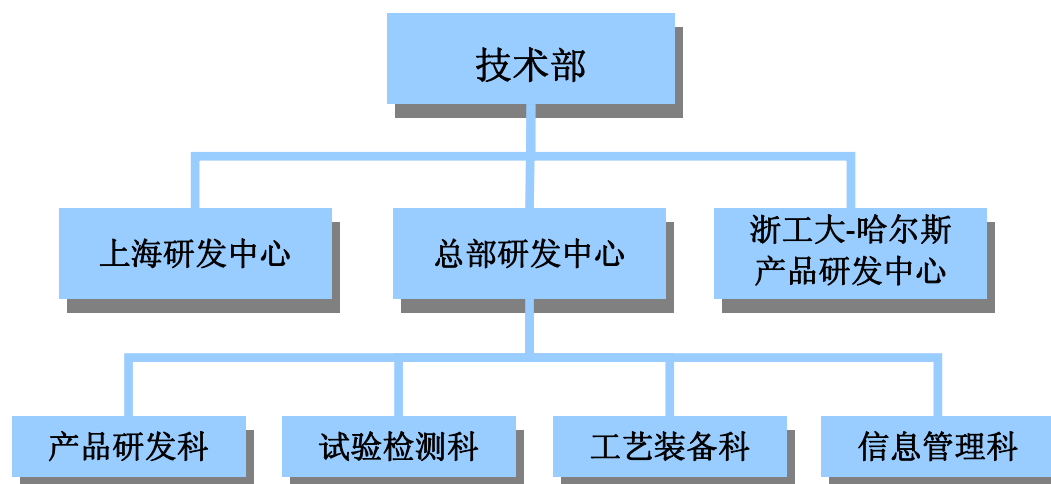 技术部
上海研发中心
总部研发中心
浙工大-哈尔斯
产品研发中心
产品研发科
试验检测科
工艺装备科
信息管理科